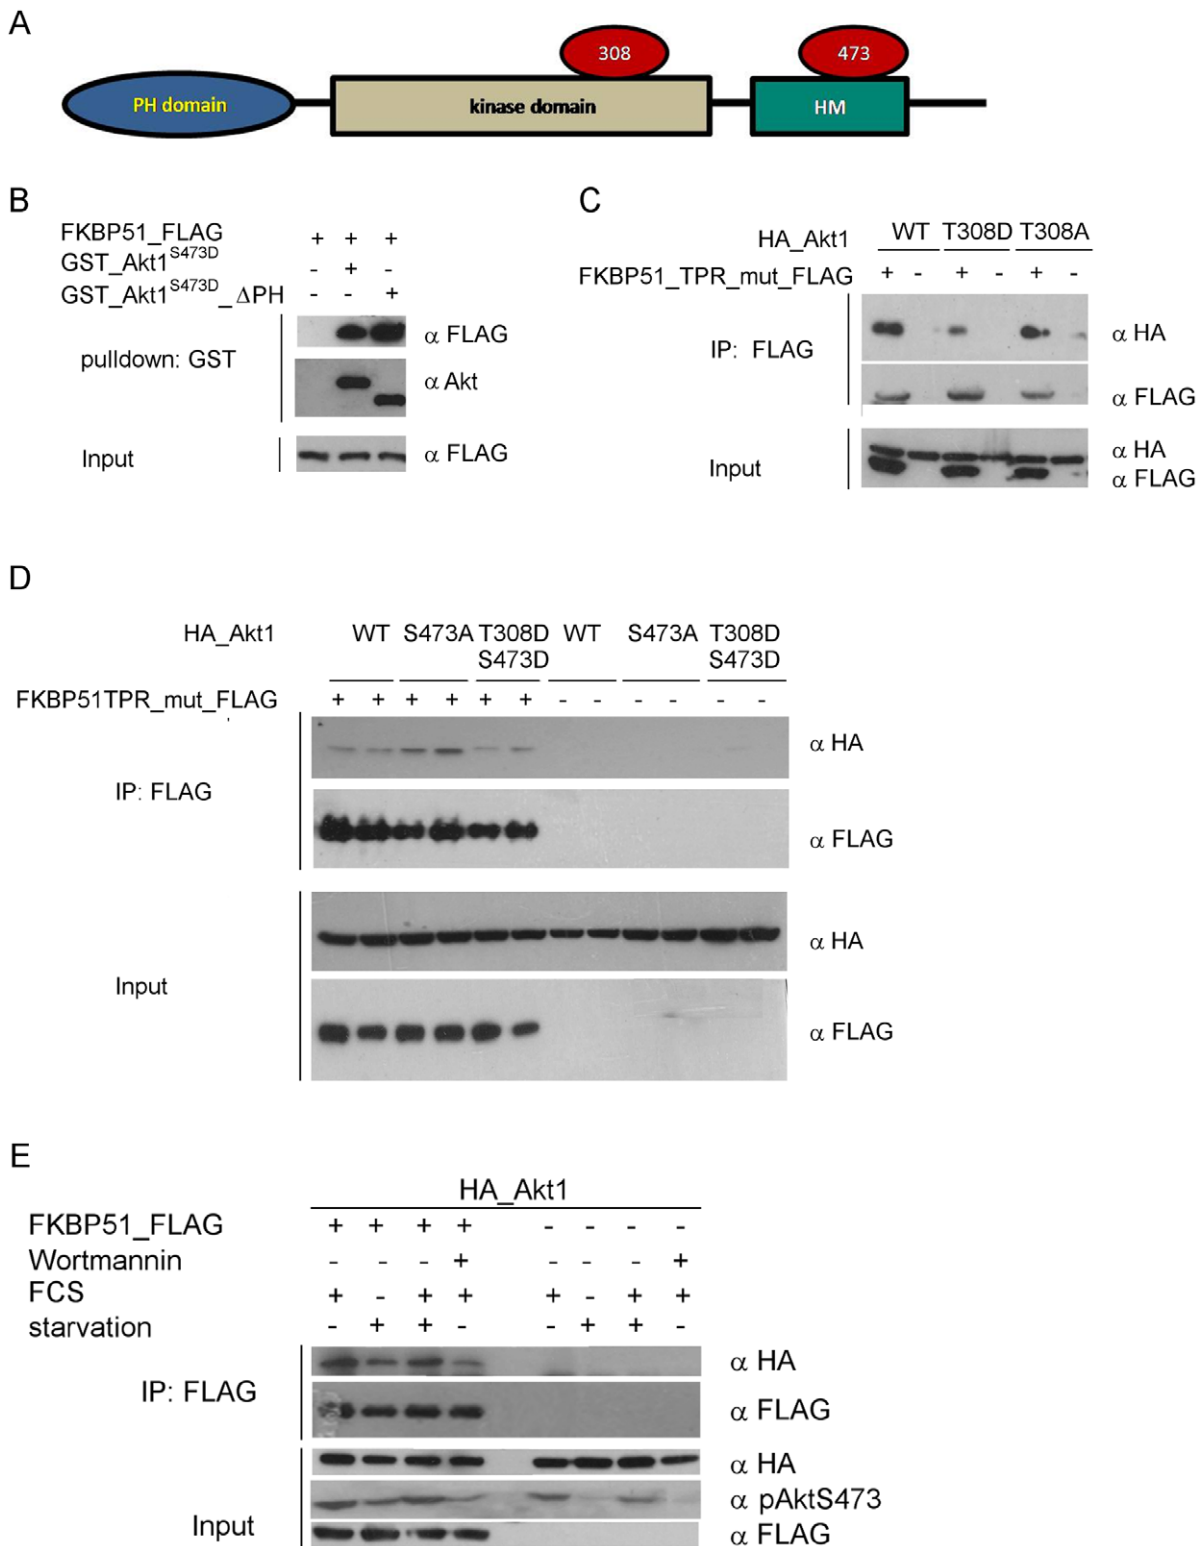 A
308
473
PH domain
kinase domain
HM
B
FKBP51_FLAG + + +
GST_Akt1S473D - + -
GST_Akt1S473D_ΔPH - - +
pulldown: GST
α FLAG
α Akt
Input
α FLAG
C
HA_Akt1 WT T308D T308A
FKBP51_TPR_mut_FLAG + - + - + -
IP: FLAG
α HA
α FLAG
Input
α HA
α FLAG
D
HA_Akt1 WT S473A T308D WT S473A T308D
S473D S473D
FKBP51TPR_mut_FLAG + + + + + + - - - - - -
IP: FLAG
α HA
α FLAG
Input
α HA
α FLAG
E
HA_Akt1
FKBP51_FLAG + + + + - - - -
Wortmannin - - - + - - - +
FCS + - + + + - + +
starvation - + + - - + + -
IP: FLAG
α HA
α FLAG
Input
α HA
α pAktS473
α FLAG